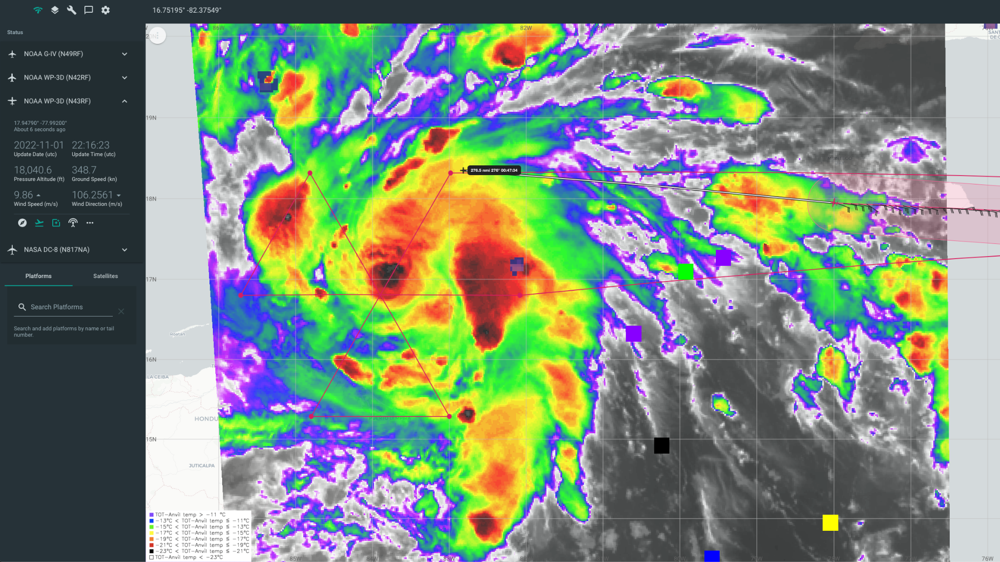 16.75195° -82.37549°
Status
NOAA G-IV (N49RF)
NOAA WP-3D (N42RF)
NOAA WP-3D (N43RF)
17.94790° -77.99200°
About 6 seconds ago
2022-11-01 22:16:23
Update Date (utc) Update Time (utc)
18,040.6 348.7
Pressure Altitude (ft) Ground Speed (kn)
9.86 106.2561
Wind Speed (m/s) Wind Direction (m/s)
NASA DC-8 (N817NA)
Platforms Satellites
Search Platforms
Search and add platforms by name or tail
number.
86W 85W 84W 83W 82W 79W
20N
SANT
DE C
19N
276.5 nmi 276° 00:47:34
18N
17N
Roatán
16N
LA CEIBA
HONDU
15N
JUTICALPA
TOT-Anvil temp > -11 °C
-13°C < TOT-Anvil temp ≤ -11°C
-15°C < TOT-Anvil temp ≤ -13°C
-17°C < TOT-Anvil temp ≤ -15°C
-19°C < TOT-Anvil temp ≤ -17°C
-21°C < TOT-Anvil temp ≤ -19°C
-23°C < TOT-Anvil temp ≤ -21°C
TOT-Anvil temp < -23°C
85W 84W 83W 82W 81W 80W 79W 78W 77W 76W